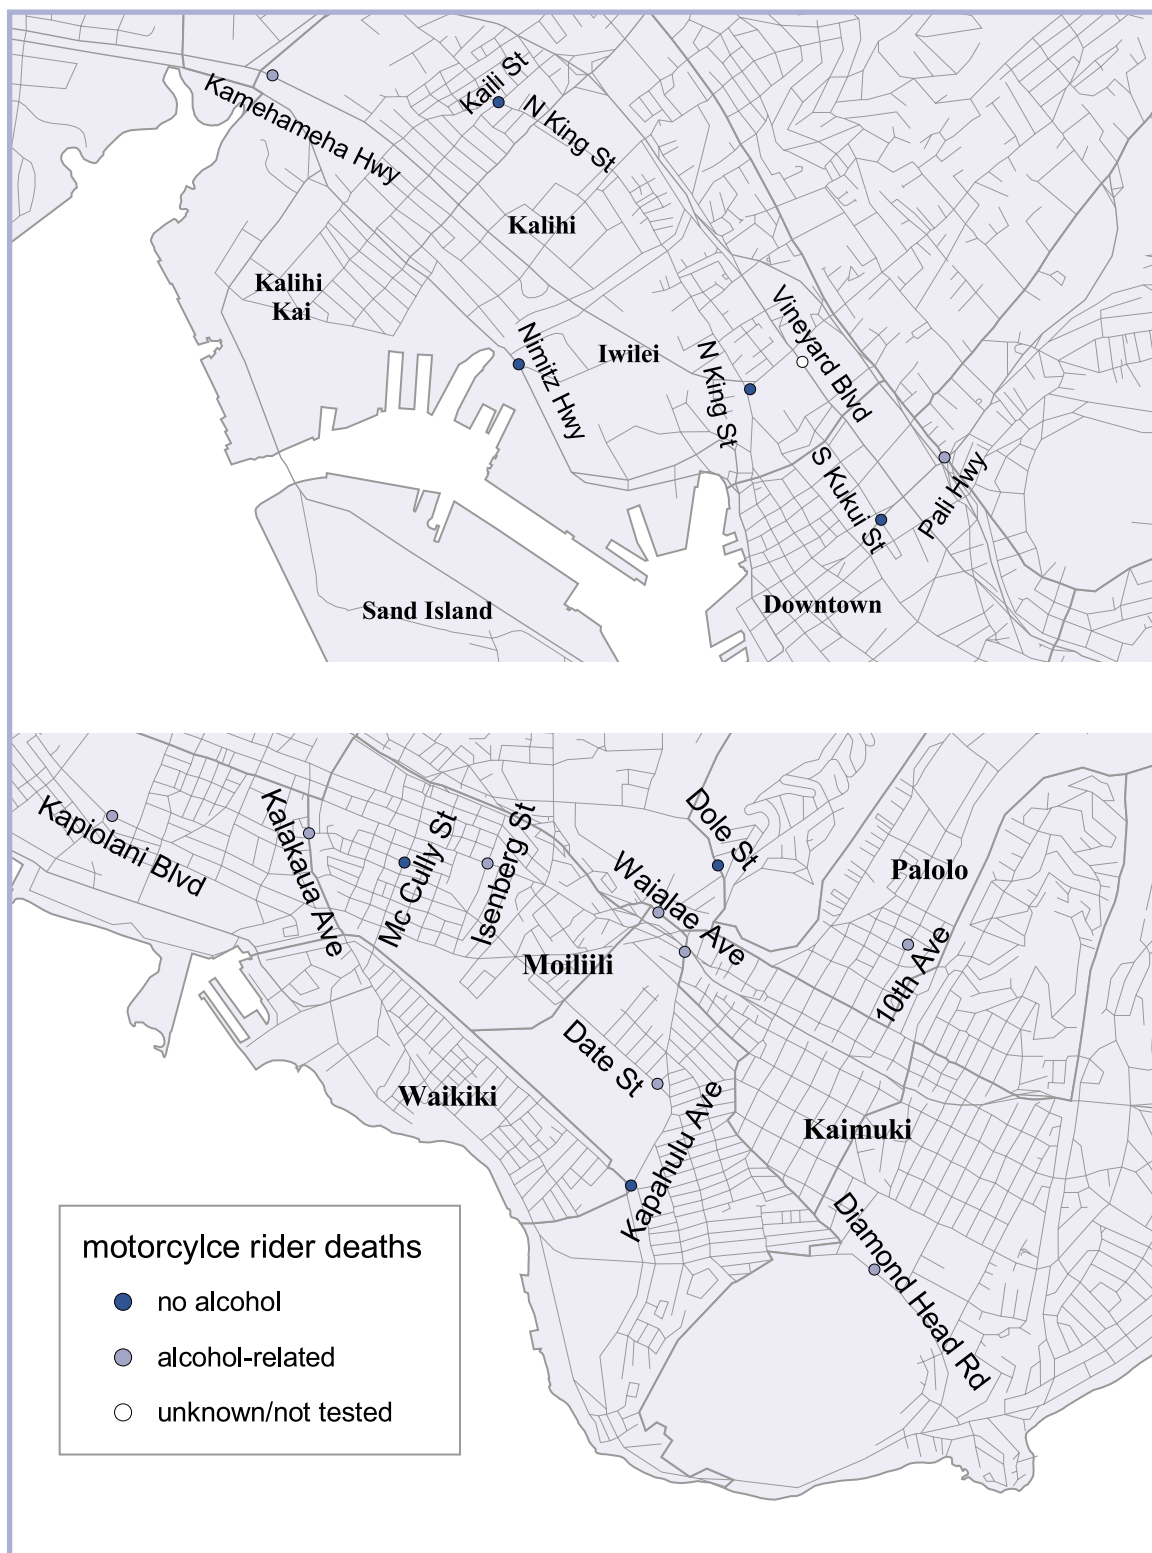 Kaili St
Kamehameha Hwy
N King St
Kalihi
Kalihi
Kai
Vineyard Blvd
Nimitz Hwy
Iwilei
N King St
S Kukui St
Pali Hwy
Sand Island
Downtown
Kapiolani Blvd
Kalakaua Ave
Mc Cully St
Isenberg St
Dole St
Waialae Ave
Palolo
10th Ave
Moiliili
Date St
Waikiki
Kapahulu Ave
Kaimuki
Diamond Head Rd
motorcylce rider deaths
no alcohol
alcohol-related
unknown/not tested